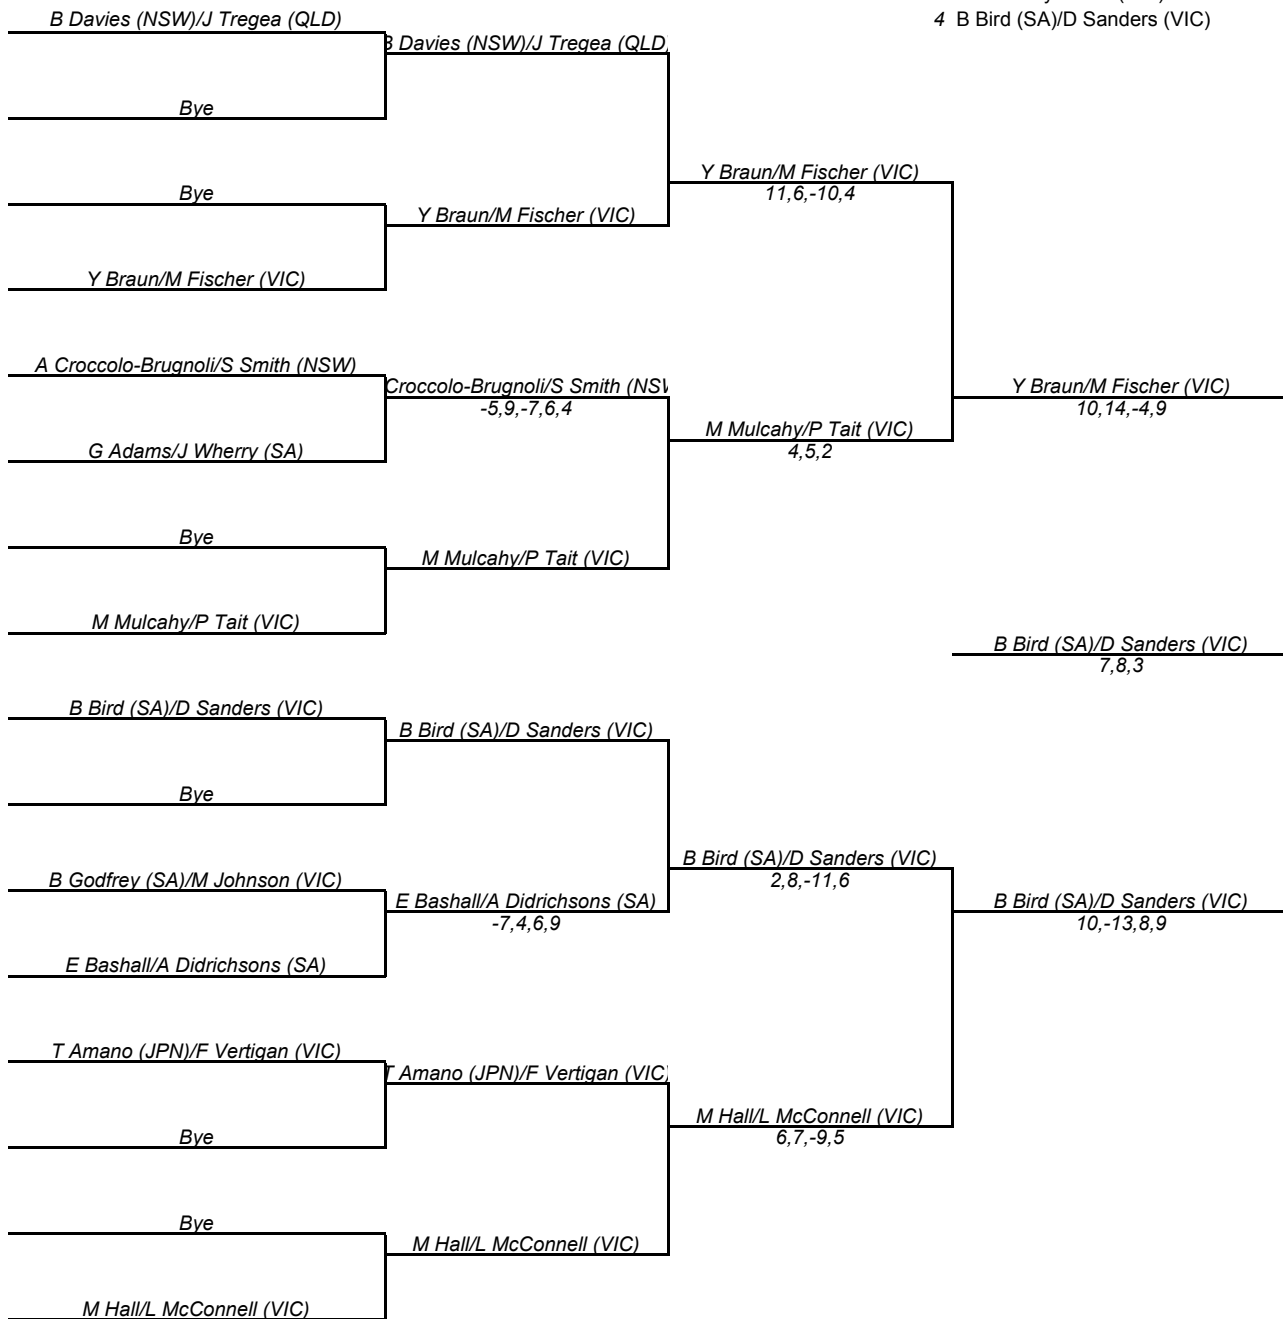 B Davies (NSW)/J Tregea (QLD)
4 B Bird (SA)/D Sanders (VIC)
B Davies (NSW)/J Tregea (QLD)
Bye
Y Braun/M Fischer (VIC)
11,6,-10,4
Bye
Y Braun/M Fischer (VIC)
Y Braun/M Fischer (VIC)
A Croccolo-Brugnoli/S Smith (NSW)
Croccolo-Brugnoli/S Smith (NSW
-5,9,-7,6,4
Y Braun/M Fischer (VIC)
10,14,-4,9
M Mulcahy/P Tait (VIC)
4,5,2
G Adams/J Wherry (SA)
Bye
M Mulcahy/P Tait (VIC)
M Mulcahy/P Tait (VIC)
B Bird (SA)/D Sanders (VIC)
7,8,3
B Bird (SA)/D Sanders (VIC)
B Bird (SA)/D Sanders (VIC)
Bye
B Bird (SA)/D Sanders (VIC)
2,8,-11,6
B Godfrey (SA)/M Johnson (VIC)
E Bashall/A Didrichsons (SA)
-7,4,6,9
B Bird (SA)/D Sanders (VIC)
10,-13,8,9
E Bashall/A Didrichsons (SA)
T Amano (JPN)/F Vertigan (VIC)
T Amano (JPN)/F Vertigan (VIC)
M Hall/L McConnell (VIC)
6,7,-9,5
Bye
Bye
M Hall/L McConnell (VIC)
M Hall/L McConnell (VIC)